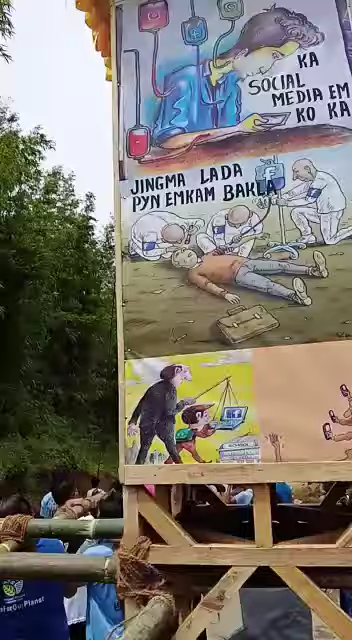 KA
SOCIAL
MEDIA EM
KO KA
JINGMA LADA
PYN EMKAM BAKLA